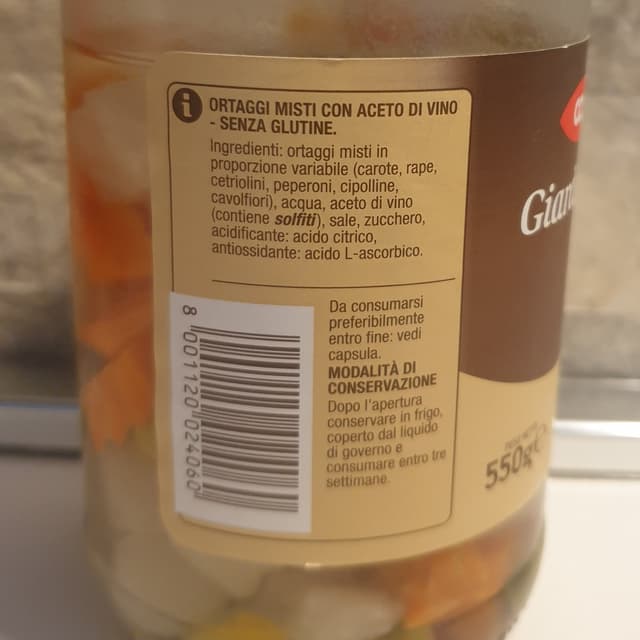 ORTAGGI MISTI CON ACETO DI VINO
- SENZA GLUTINE.
Ingredienti: ortaggi misti in
proporzione variabile (carote, rape,
cetriolini, peperoni, cipolline,
cavolfiori), acqua, aceto di vino
(contiene solfiti), sale, zucchero,
acidificante: acido citrico,
antiossidante: acido L-ascorbico.
Da consumarsi
preferibilmente
entro fine: vedi
capsula.
MODALITÀ DI
CONSERVAZIONE
Dopo l'apertura
conservare in frigo,
coperto dal liquido
di governo e
consumare entro tre
settimane.
8 001120 024060
550g